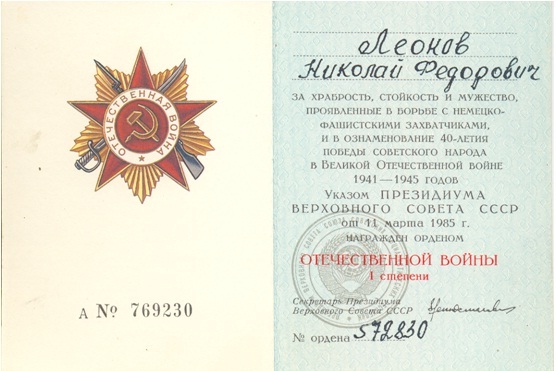 ОТЕЧЕСТВЕННАЯ ВОЙНА
А № 769230
Леонов
Николай Федорович
ЗА ХРАБРОСТЬ, СТОЙКОСТЬ И МУЖЕСТВО,
ПРОЯВЛЕННЫЕ В БОРЬБЕ С НЕМЕЦКО-
ФАШИСТСКИМИ ЗАХВАТЧИКАМИ,
И В ОЗНАМЕНОВАНИЕ 40-ЛЕТИЯ
ПОБЕДЫ СОВЕТСКОГО НАРОДА
В ВЕЛИКОЙ ОТЕЧЕСТВЕННОЙ ВОЙНЕ
1941—1945 ГОДОВ
УКАЗОМ ПРЕЗИДИУМА
ВЕРХОВНОГО СОВЕТА СССР
от 11 марта 1985 г.
НАГРАЖДЕН ОРДЕНОМ
ОТЕЧЕСТВЕННОЙ ВОЙНЫ
I степени
Секретарь Президиума
Верховного Совета СССР
№ ордена 572830